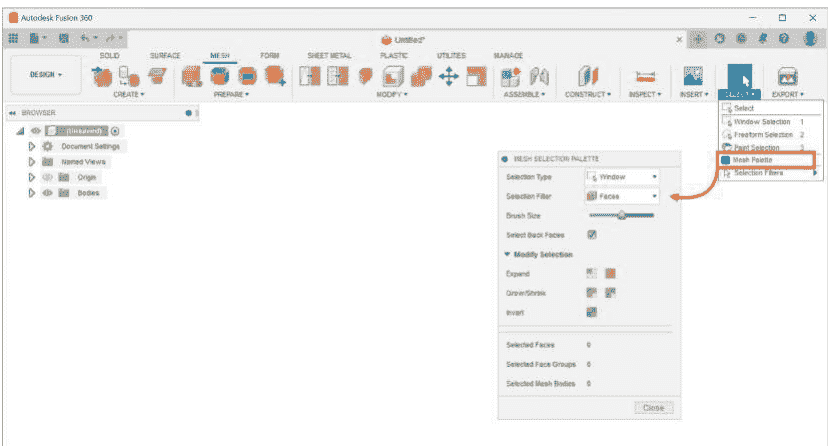 Autodesk Fusion 360
Untitled*
SOLID SURFACE MESH FORM SHEET METAL PLASTIC UTILITIES MANAGE
DESIGN
CREATE PREPARE MODIFY ASSEMBLE CONSTRUCT INSPECT INSERT SELECT EXPORT
BROWSER
(Unsaved)
Document Settings
Named Views
Origin
Bodies
Select
Window Selection 1
Freeform Selection 2
Paint Selection 3
Mesh Palette
Selection Filters
MESH SELECTION PALETTE
Selection Type Window
Selection Filter Faces
Brush Size
Select Back Faces
Modify Selection
Expand
Grow/Shrink
Invert
Selected Faces 0
Selected Face Groups 0
Selected Mesh Bodies 0
Close